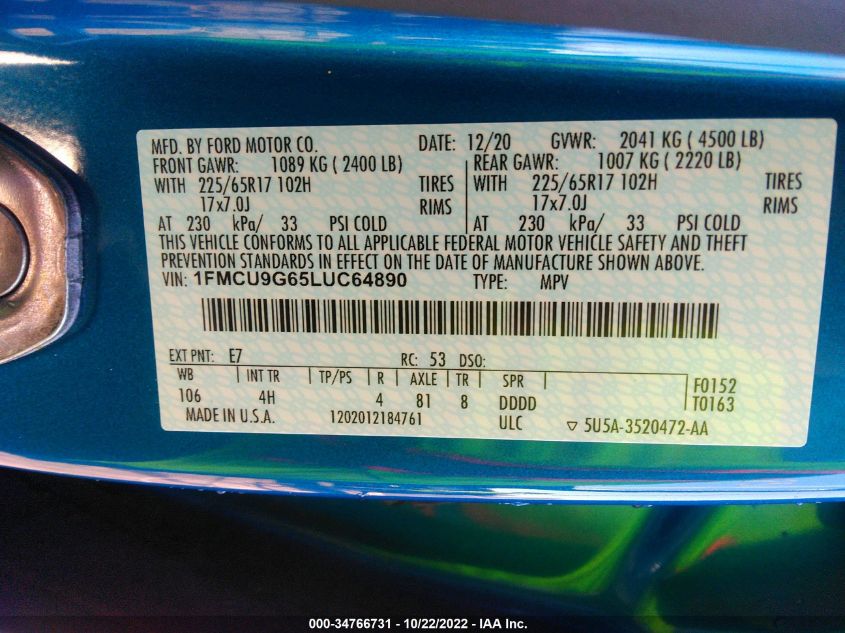 MFD. BY FORD MOTOR CO. DATE: 12/20 GVWR: 2041 KG ( 4500 LB)
FRONT GAWR: 1089 KG ( 2400 LB) REAR GAWR: 1007 KG ( 2220 LB)
WITH 225/65R17 102H TIRES WITH 225/65R17 102H TIRES
17x7.0J RIMS 17x7.0J RIMS
AT 230 kPa/ 33 PSI COLD AT 230 kPa/ 33 PSI COLD
THIS VEHICLE CONFORMS TO ALL APPLICABLE FEDERAL MOTOR VEHICLE SAFETY AND THEFT
PREVENTION STANDARDS IN EFFECT ON THE DATE OF MANUFACTURE SHOWN ABOVE.
VIN: 1FMCU9G65LUC64890 TYPE: MPV
EXT PNT: E7 RC: 53 DSO:
WB INT TR TP/PS R AXLE TR SPR F0152
106 4H 4 81 8 DDDD T0163
MADE IN U.S.A. 1202012184761 ULC ▽ 5U5A-3520472-AA
000-34766731 - 10/22/2022 - IAA Inc.